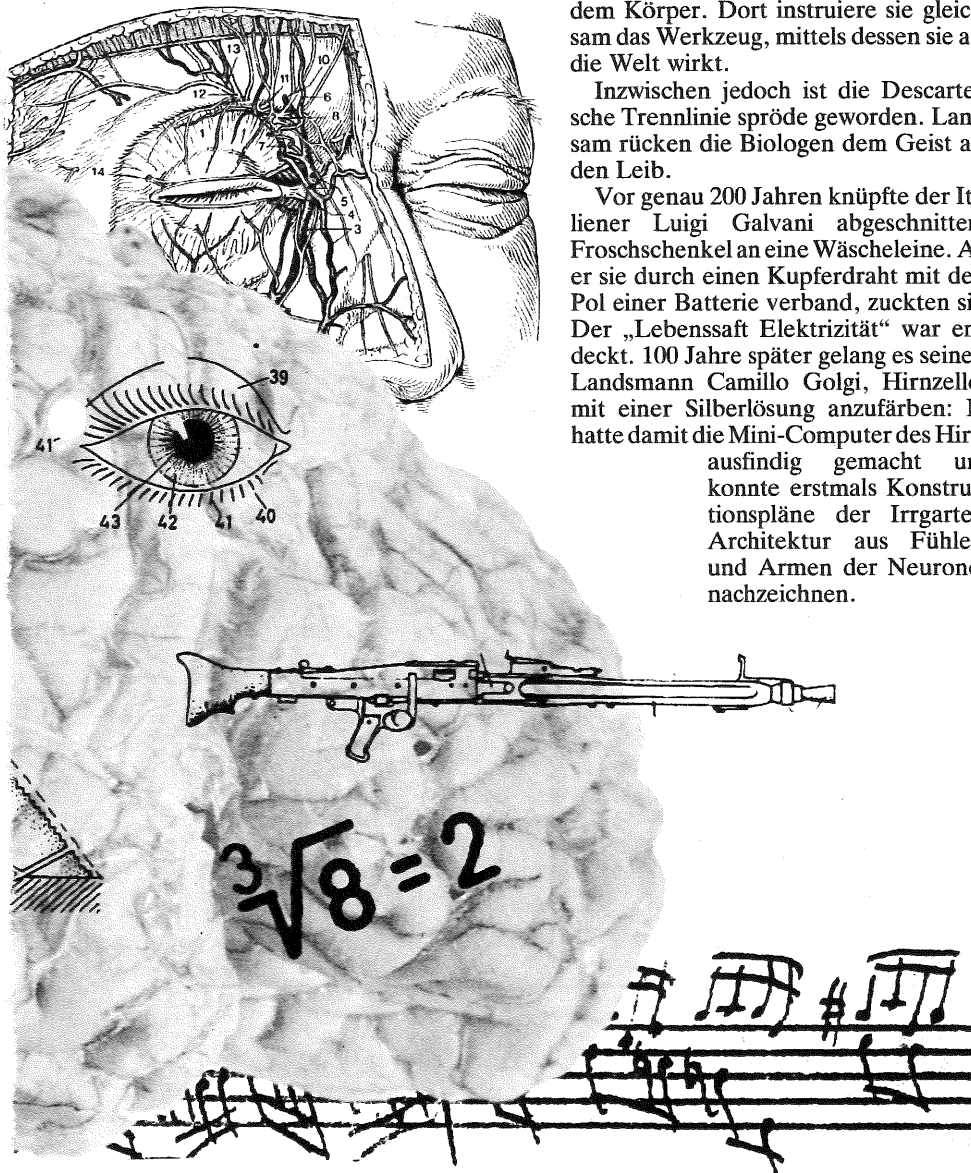 dem Körper. Dort instruiere sie gleic
sam das Werkzeug, mittels dessen sie a
die Welt wirkt.
Inzwischen jedoch ist die Descarte
sche Trennlinie spröde geworden. Lan
sam rücken die Biologen dem Geist a
den Leib.
Vor genau 200 Jahren knüpfte der It
liener Luigi Galvani abgeschnitten
Froschschenkel an eine Wäscheleine. A
er sie durch einen Kupferdraht mit de
Pol einer Batterie verband, zuckten si
Der „Lebenssaft Elektrizität“ war en
deckt. 100 Jahre später gelang es seine
Landsmann Camillo Golgi, Hirnzelle
mit einer Silberlösung anzufärben: E
hatte damit die Mini-Computer des Hir
ausfindig gemacht un
konnte erstmals Konstru
tionspläne der Irrgarte
Architektur aus Fühle
und Armen der Neurone
nachzeichnen.
13
11
10
12
6
8
1
7
14
5
4
3
39
41
43 42 41 40
³√8 = 2